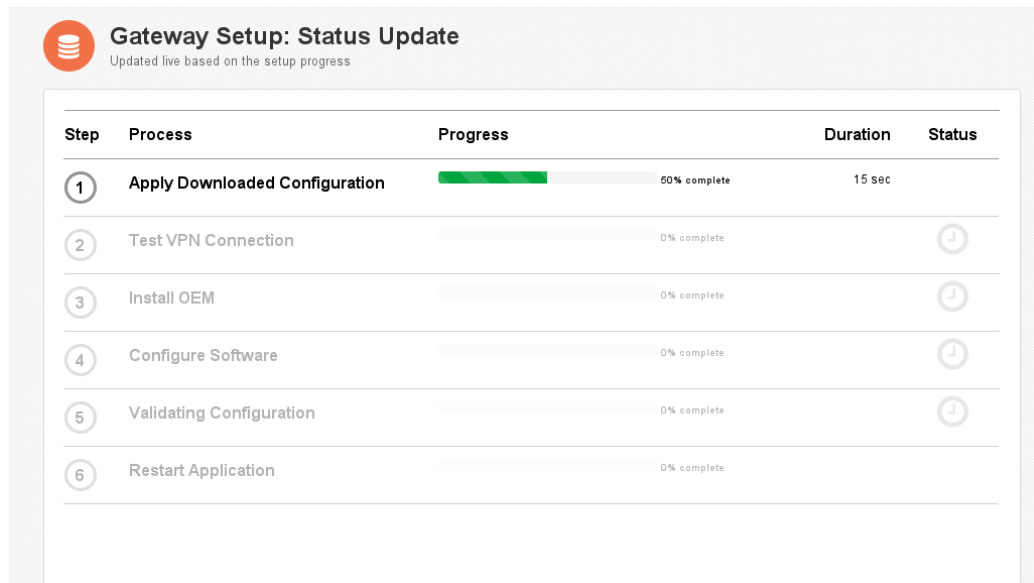 Gateway Setup: Status Update
Updated live based on the setup progress
Step Process Progress Duration Status
1 Apply Downloaded Configuration 50% complete 15 sec
2 Test VPN Connection 0% complete
3 Install OEM 0% complete
4 Configure Software 0% complete
5 Validating Configuration 0% complete
6 Restart Application 0% complete